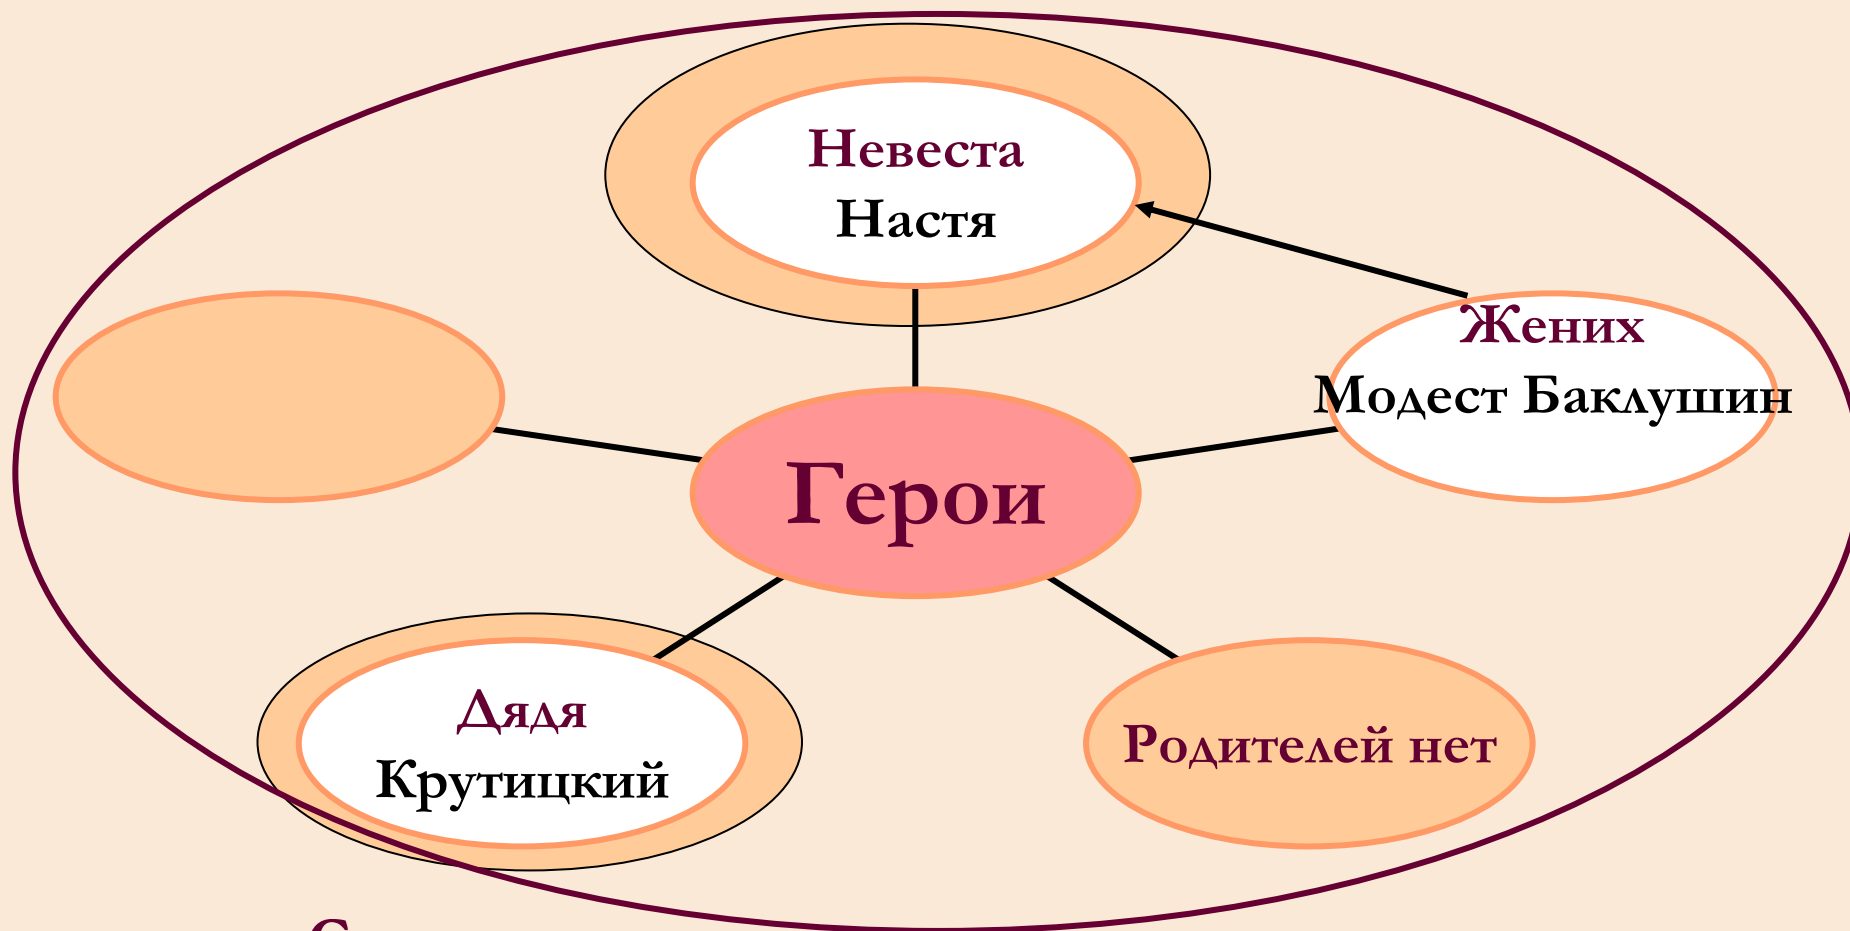 Невеста
Настя
Жених
Модест Баклушин
Герои
Дядя
Крутицкий
Родителей нет